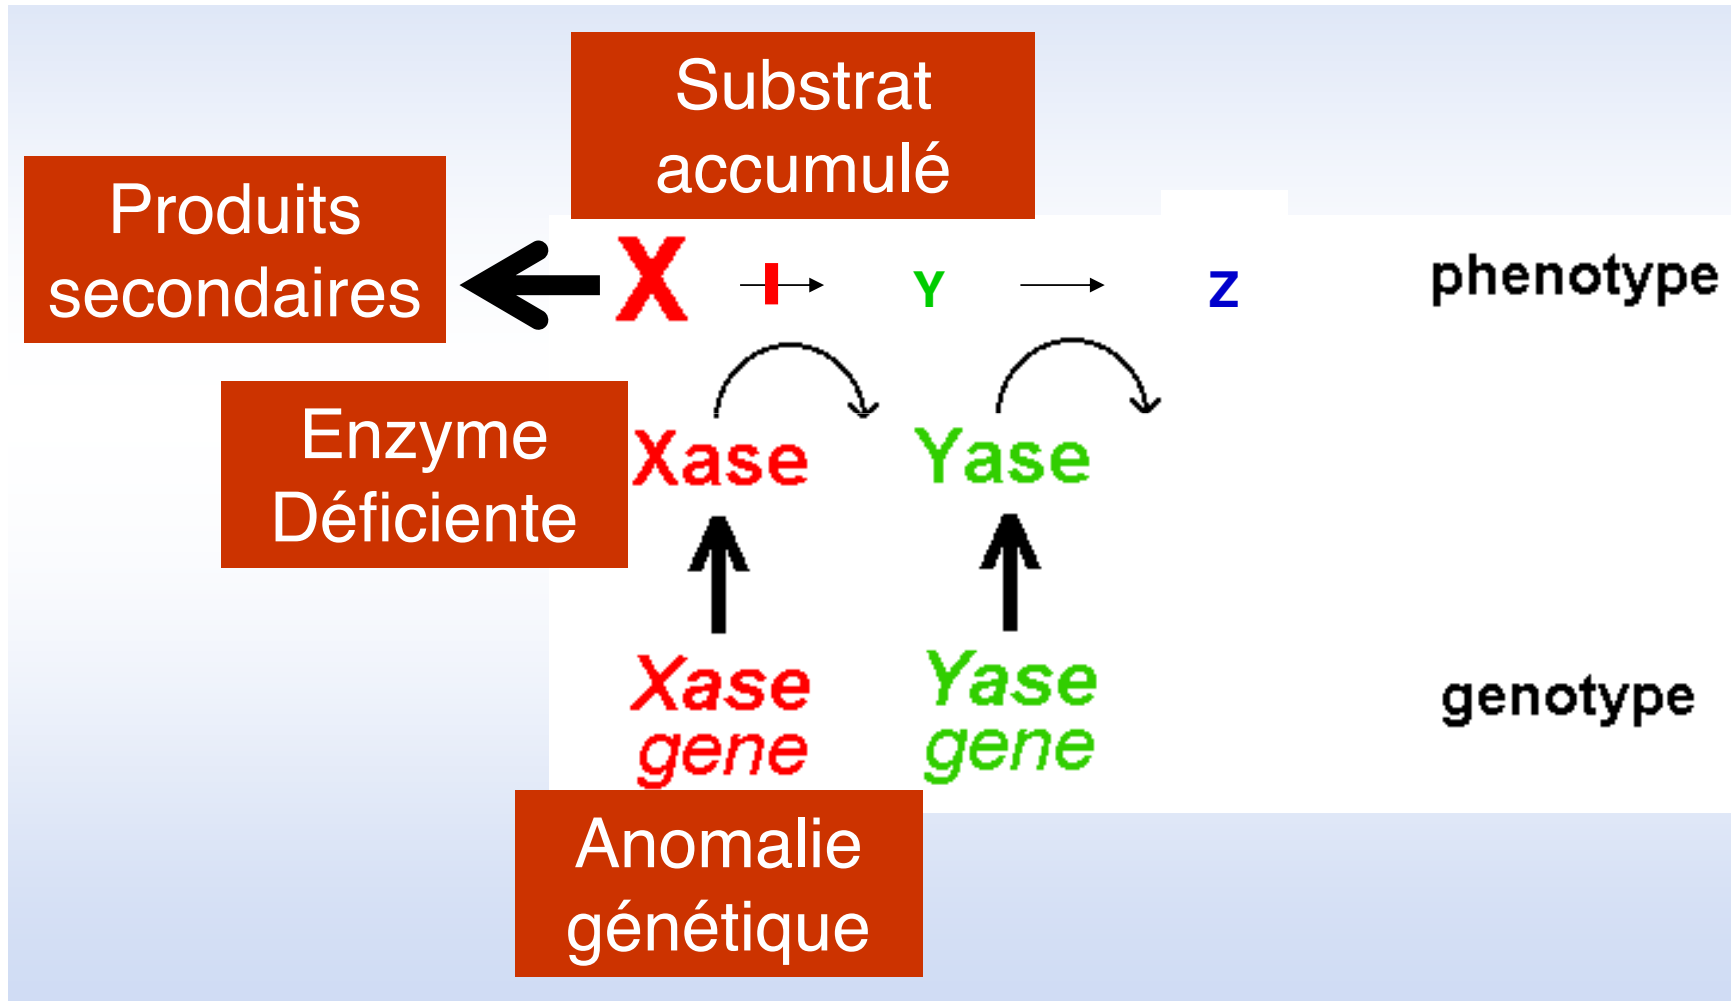 Substrat
accumulé
Produits
secondaires
X Y Z phenotype
Enzyme
Déficiente
Xase Yase
Xase
gene
Yase
gene
genotype
Anomalie
génétique